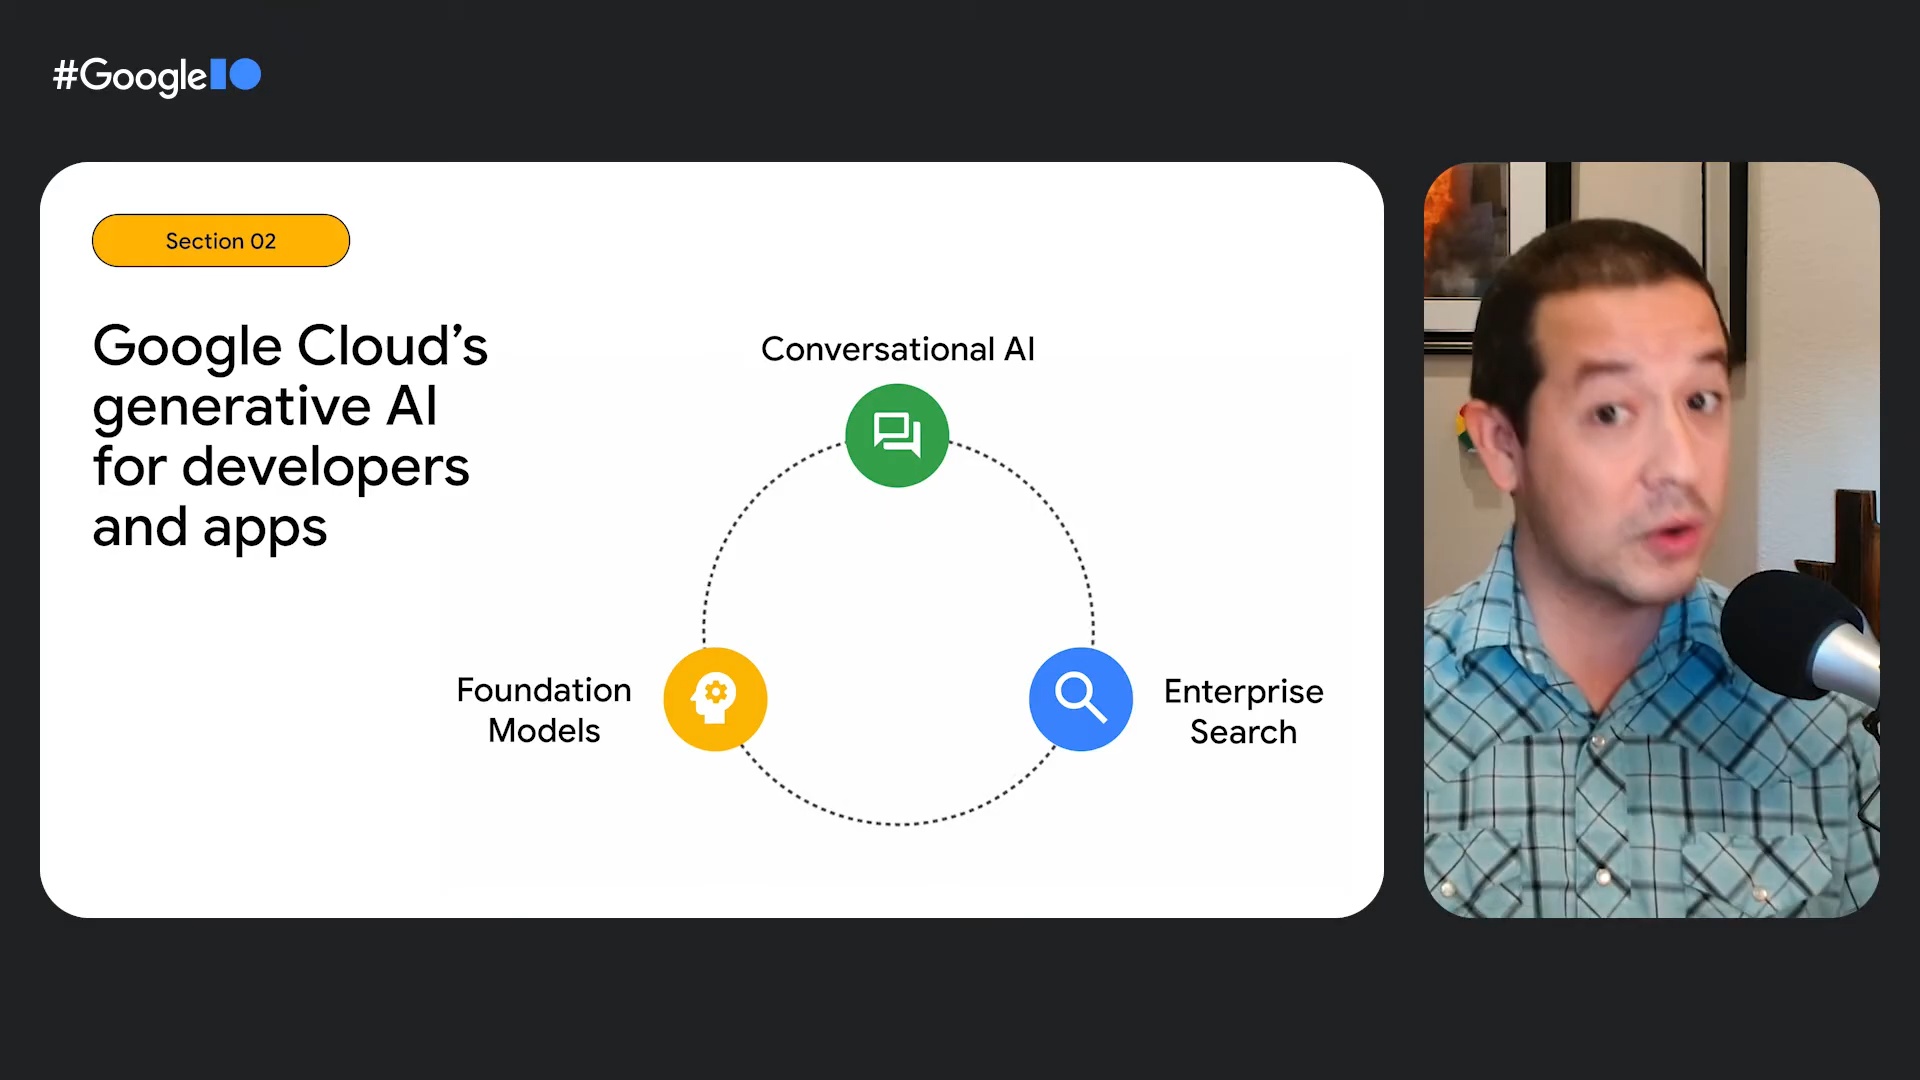 #GoogleIO
Section 02
Google Cloud’s
generative AI
for developers
and apps
Conversational AI
Foundation
Models
Enterprise
Search